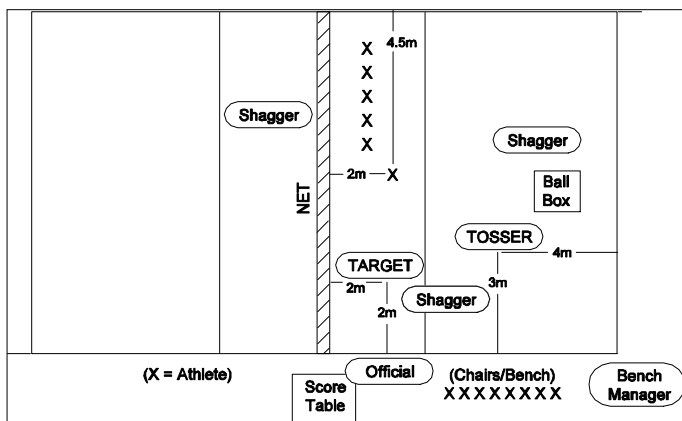 4.5m
X
X
X
X
X
Shagger
Shagger
2m
X
NET
Ball
Box
TOSSER
4m
TARGET
2m
3m
Shagger
2m
(X = Athlete)
Official
(Chairs/Bench)
X X X X X X X X
Score
Table
Bench
Manager